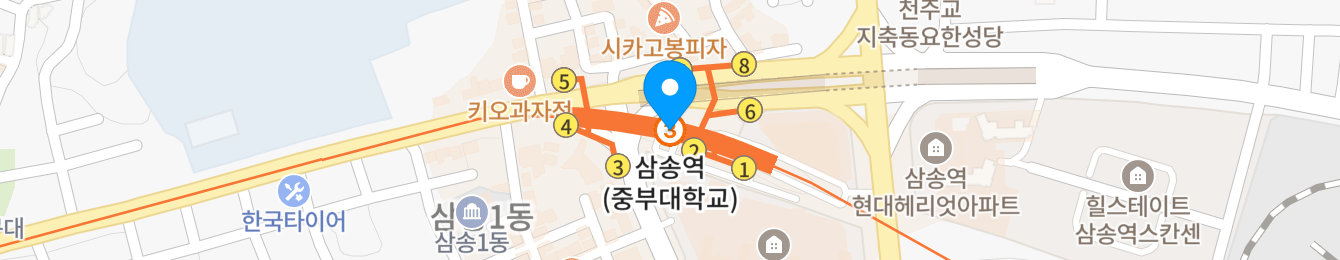 천주교
지축동요한성당
시카고봉피자
8
5
키오과자점
6
4
3
2
3
1
삼송역
(중부대학교)
삼송역
현대헤리엇아파트
힐스테이트
삼송역스칸센
한국타이어
삼 1동
삼송1동
대